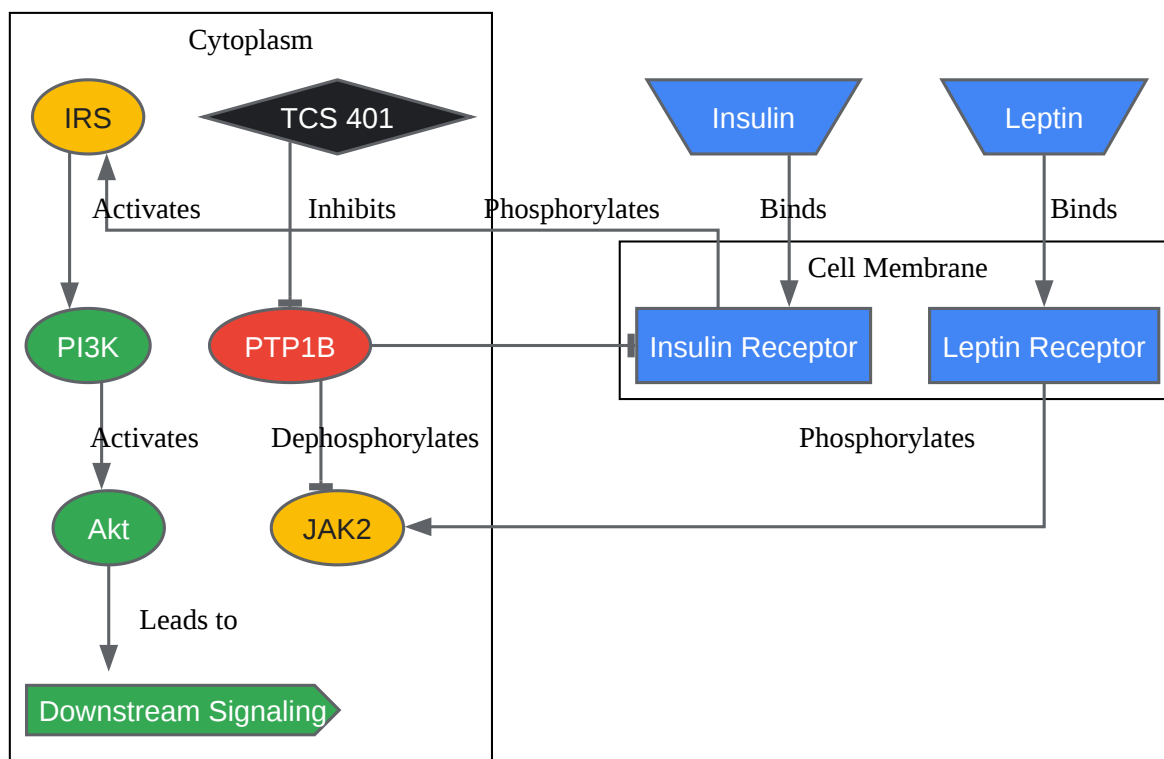 Cytoplasm
IRS
TCS 401
Insulin
Leptin
Activates
Inhibits
Phosphorylates
Binds
Binds
Cell Membrane
PI3K
PTP1B
Insulin Receptor
Leptin Receptor
Activates
Dephosphorylates
Phosphorylates
Akt
JAK2
Leads to
Downstream Signaling